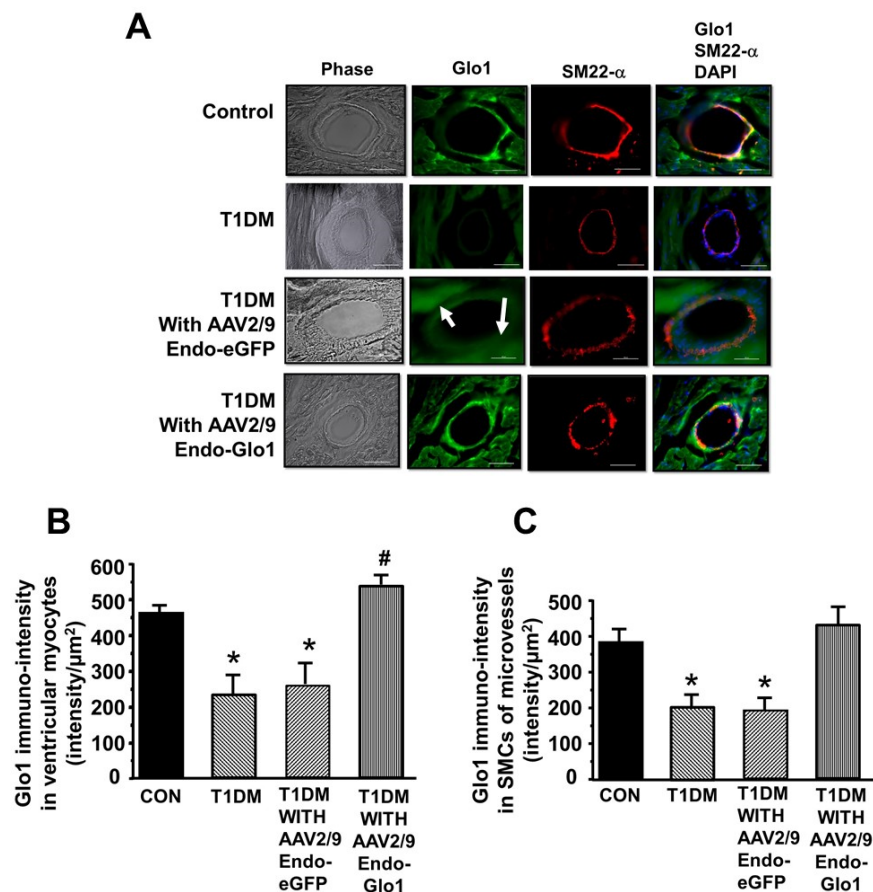 A
Phase
Glo1
SM22-α
Glo1
SM22-α
DAPI
Control
T1DM
T1DM
With AAV2/9
Endo-eGFP
T1DM
With AAV2/9
Endo-Glo1
B
Glo1 immuno-intensity
in ventricular myocytes
(intensity/µm²)
600
500
400
300
200
100
0
*
*
#
CON
T1DM
T1DM
WITH
AAV2/9
Endo-
eGFP
T1DM
WITH
AAV2/9
Endo-
Glo1
C
Glo1 immuno-intensity
in SMCs of microvessels
(intensity/µm²)
500
400
300
200
100
0
*
*
CON
T1DM
T1DM
WITH
AAV2/9
Endo-
eGFP
T1DM
WITH
AAV2/9
Endo-
Glo1